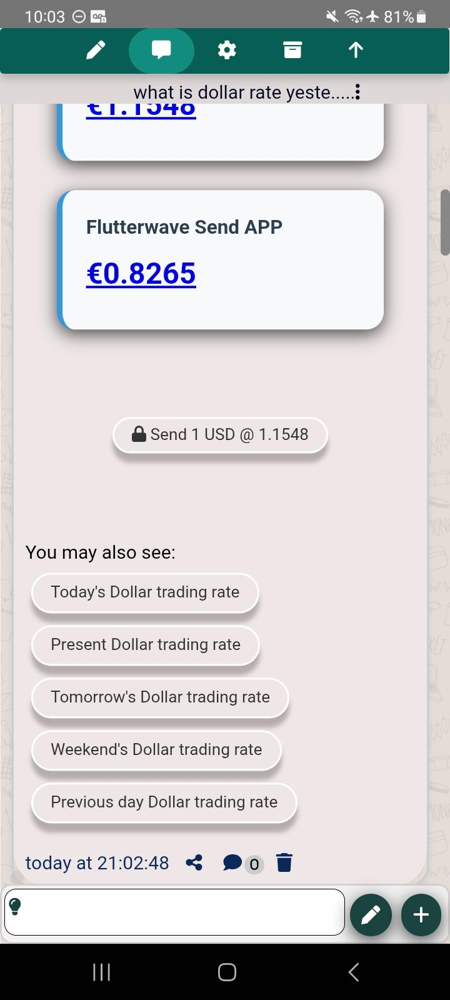 10:03
81%
what is dollar rate yeste.....
€1.1548
Flutterwave Send APP
€0.8265
Send 1 USD @ 1.1548
You may also see:
Today's Dollar trading rate
Present Dollar trading rate
Tomorrow's Dollar trading rate
Weekend's Dollar trading rate
Previous day Dollar trading rate
today at 21:02:48
0